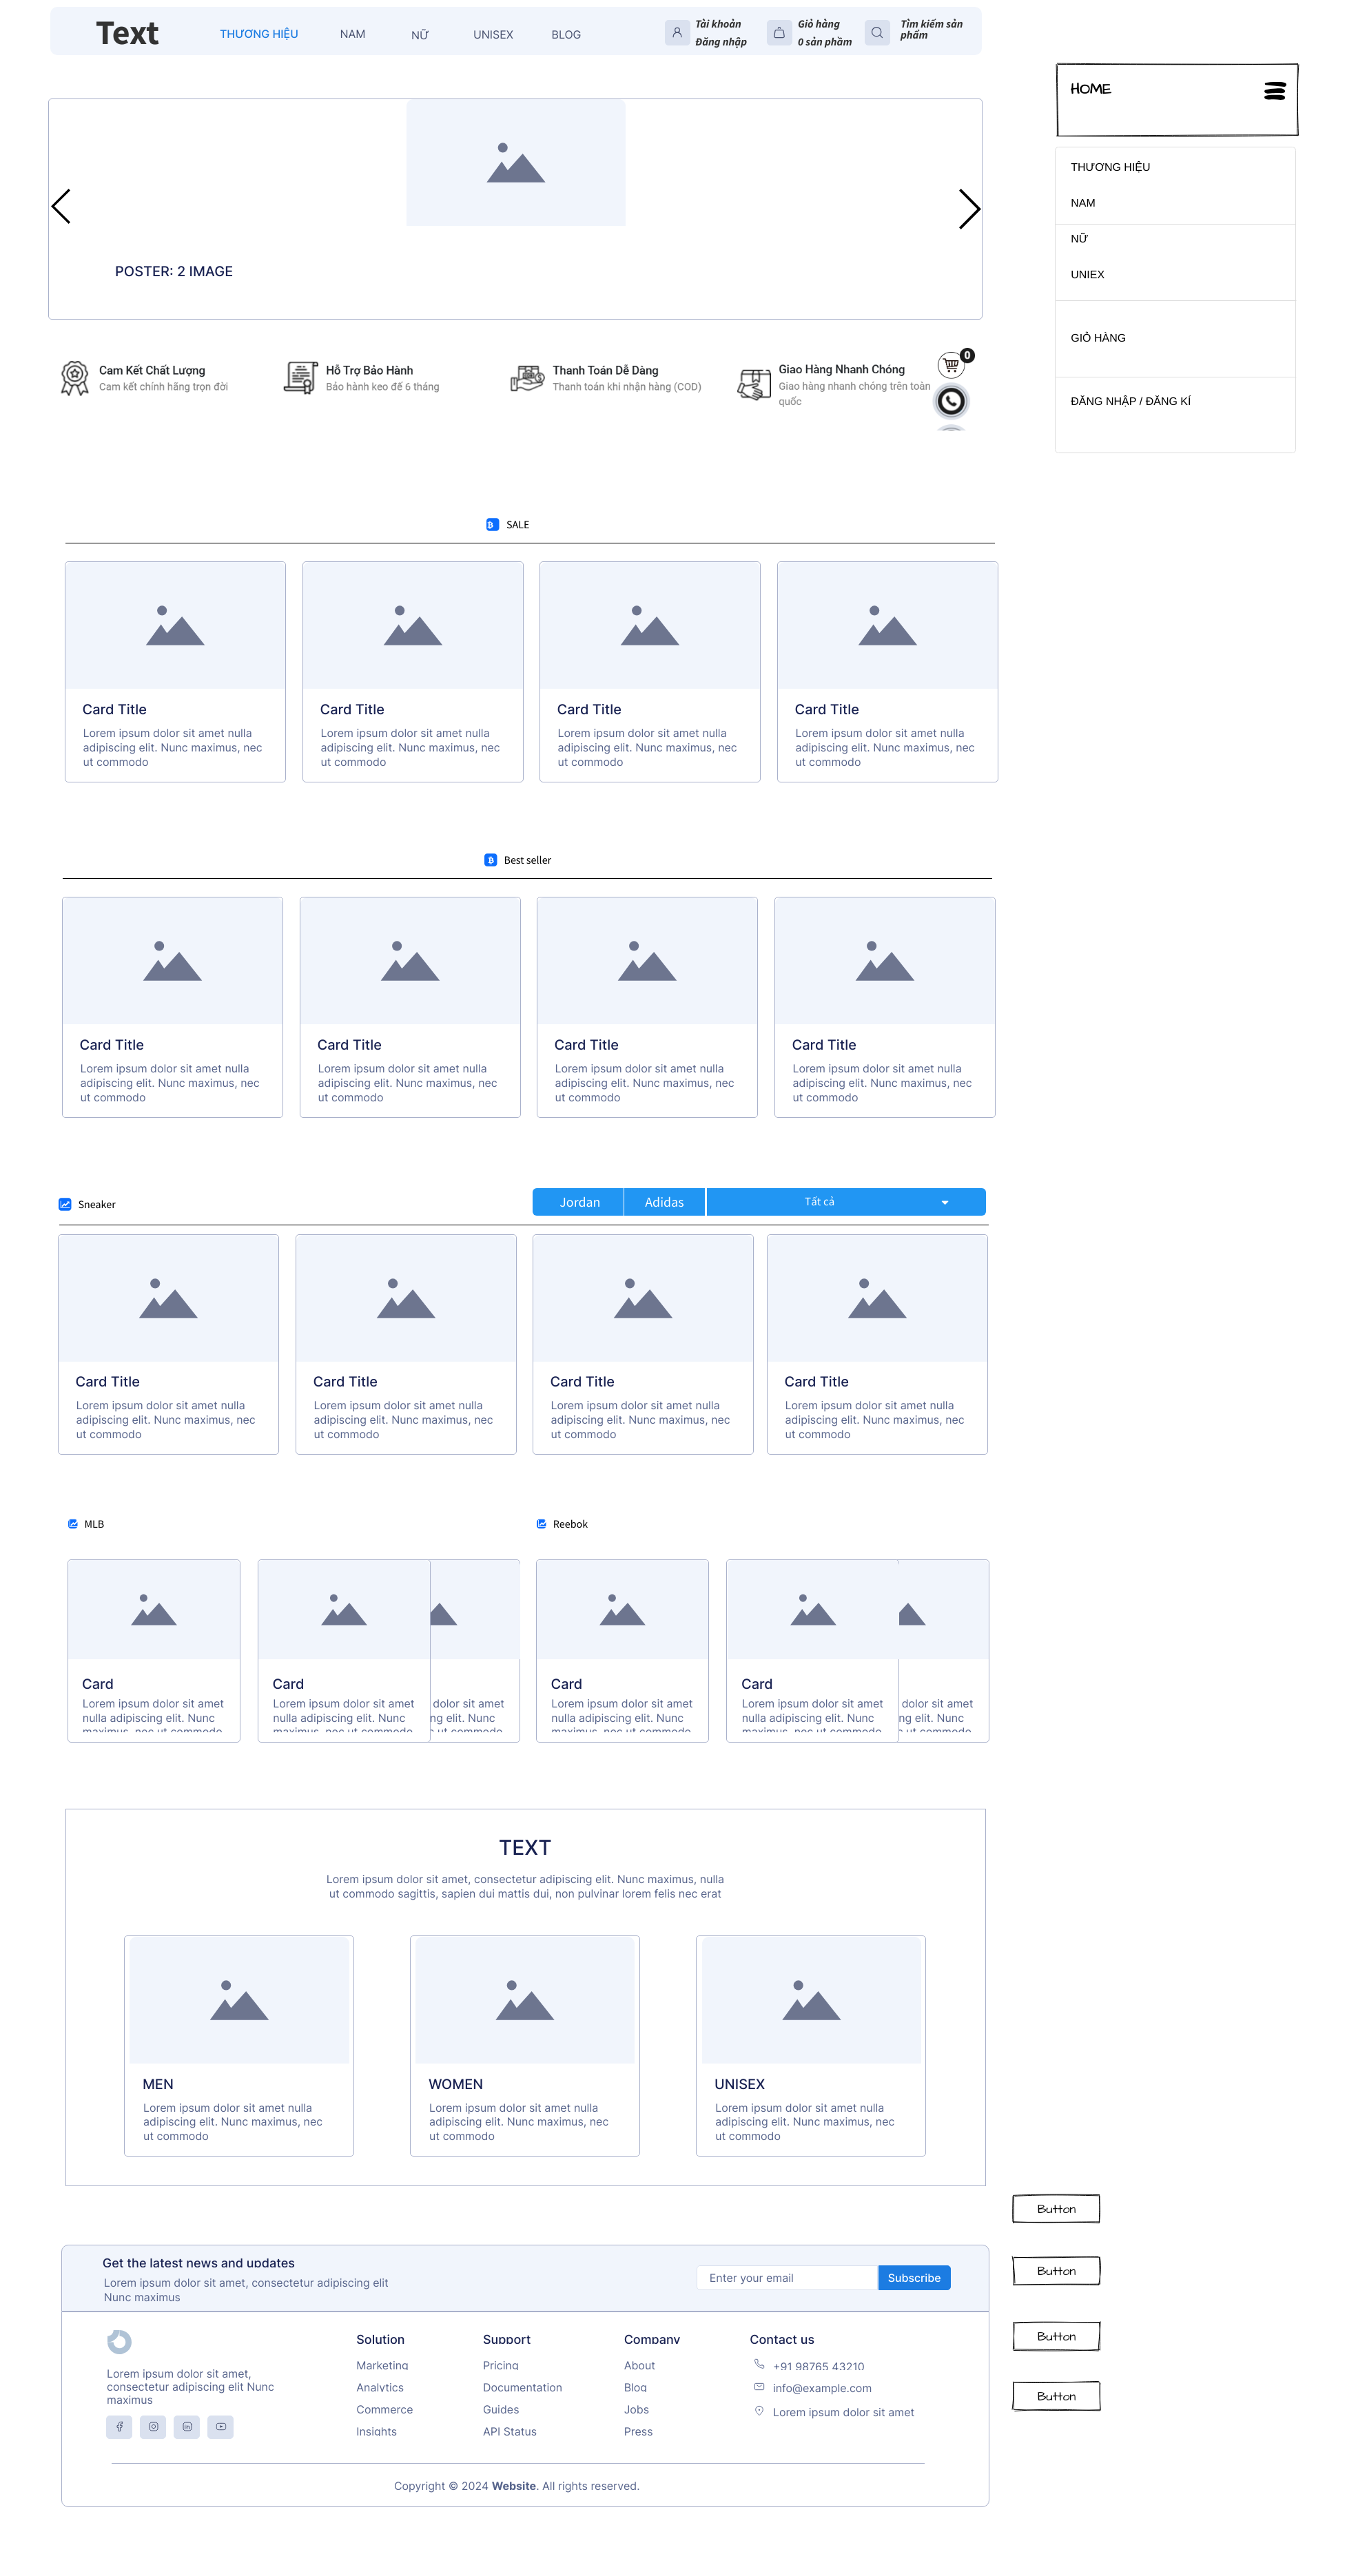 Text
THƯƠNG HIỆU
NAM
NỮ
UNISEX
BLOG
Tài khoản
Đăng nhập
Giỏ hàng
0 sản phẩm
Tìm kiếm sản
phẩm
HOME
THƯƠNG HIỆU
NAM
NỮ
UNIEX
GIỎ HÀNG
ĐĂNG NHẬP / ĐĂNG KÍ
POSTER: 2 IMAGE
Cam Kết Chất Lượng
Cam kết chính hãng trọn đời
Hỗ Trợ Bảo Hành
Bảo hành keo đế 6 tháng
Thanh Toán Dễ Dàng
Thanh toán khi nhận hàng (COD)
Giao Hàng Nhanh Chóng
Giao hàng nhanh chóng trên toàn
quốc
0
SALE
Card Title
Lorem ipsum dolor sit amet nulla
adipiscing elit. Nunc maximus, nec
ut commodo
Card Title
Lorem ipsum dolor sit amet nulla
adipiscing elit. Nunc maximus, nec
ut commodo
Card Title
Lorem ipsum dolor sit amet nulla
adipiscing elit. Nunc maximus, nec
ut commodo
Card Title
Lorem ipsum dolor sit amet nulla
adipiscing elit. Nunc maximus, nec
ut commodo
Best seller
Card Title
Lorem ipsum dolor sit amet nulla
adipiscing elit. Nunc maximus, nec
ut commodo
Card Title
Lorem ipsum dolor sit amet nulla
adipiscing elit. Nunc maximus, nec
ut commodo
Card Title
Lorem ipsum dolor sit amet nulla
adipiscing elit. Nunc maximus, nec
ut commodo
Card Title
Lorem ipsum dolor sit amet nulla
adipiscing elit. Nunc maximus, nec
ut commodo
Sneaker
Jordan
Adidas
Tất cả
Card Title
Lorem ipsum dolor sit amet nulla
adipiscing elit. Nunc maximus, nec
ut commodo
Card Title
Lorem ipsum dolor sit amet nulla
adipiscing elit. Nunc maximus, nec
ut commodo
Card Title
Lorem ipsum dolor sit amet nulla
adipiscing elit. Nunc maximus, nec
ut commodo
Card Title
Lorem ipsum dolor sit amet nulla
adipiscing elit. Nunc maximus, nec
ut commodo
MLB
Card
Lorem ipsum dolor sit amet
nulla adipiscing elit. Nunc
maximus, nec ut commodo
Card
Lorem ipsum dolor sit amet
nulla adipiscing elit. Nunc
maximus, nec ut commodo
dolor sit amet
ng elit. Nunc
ut commodo
Reebok
Card
Lorem ipsum dolor sit amet
nulla adipiscing elit. Nunc
maximus, nec ut commodo
Card
Lorem ipsum dolor sit amet
nulla adipiscing elit. Nunc
maximus, nec ut commodo
dolor sit amet
ng elit. Nunc
ut commodo
TEXT
Lorem ipsum dolor sit amet, consectetur adipiscing elit. Nunc maximus, nulla
ut commodo sagittis, sapien dui mattis dui, non pulvinar lorem felis nec erat
MEN
Lorem ipsum dolor sit amet nulla
adipiscing elit. Nunc maximus, nec
ut commodo
WOMEN
Lorem ipsum dolor sit amet nulla
adipiscing elit. Nunc maximus, nec
ut commodo
UNISEX
Lorem ipsum dolor sit amet nulla
adipiscing elit. Nunc maximus, nec
ut commodo
Button
Button
Button
Button
Get the latest news and updates
Lorem ipsum dolor sit amet, consectetur adipiscing elit
Nunc maximus
Enter your email
Subscribe
Lorem ipsum dolor sit amet,
consectetur adipiscing elit Nunc
maximus
Solution
Marketing
Analytics
Commerce
Insights
Support
Pricing
Documentation
Guides
API Status
Company
About
Blog
Jobs
Press
Contact us
+91 98765 43210
info@example.com
Lorem ipsum dolor sit amet
Copyright © 2024 Website. All rights reserved.